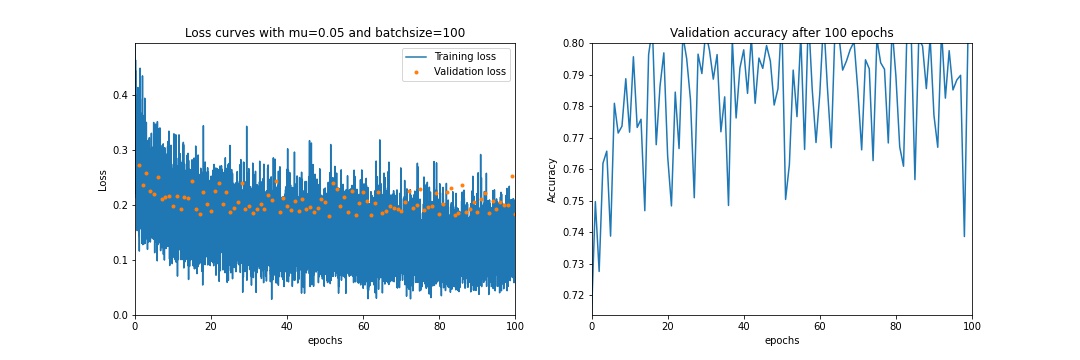 Loss curves with mu=0.05 and batchsize=100
Training loss
Validation loss
Loss
0.4
0.3
0.2
0.1
0.0
0 20 40 60 80 100
epochs
Validation accuracy after 100 epochs
Accuracy
0.80
0.79
0.78
0.77
0.76
0.75
0.74
0.73
0.72
0 20 40 60 80 100
epochs